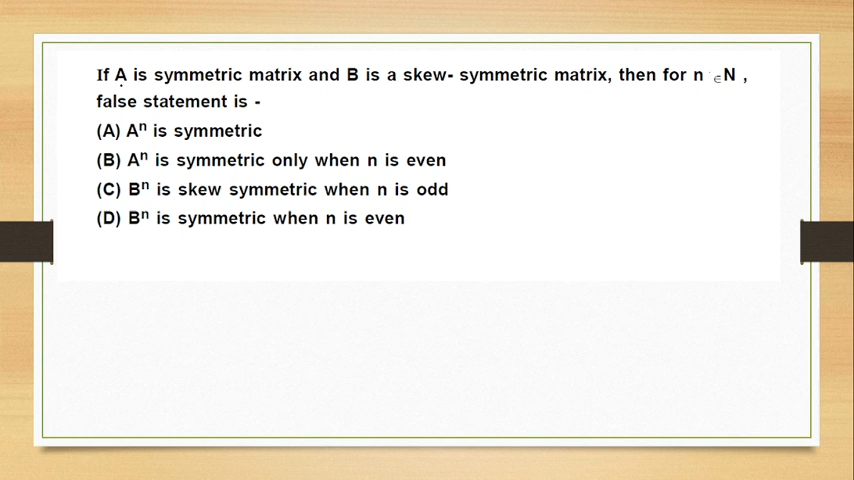 If A is symmetric matrix and B is a skew- symmetric matrix, then for n ∈N ,
false statement is -
(A) Aⁿ is symmetric
(B) Aⁿ is symmetric only when n is even
(C) Bⁿ is skew symmetric when n is odd
(D) Bⁿ is symmetric when n is even